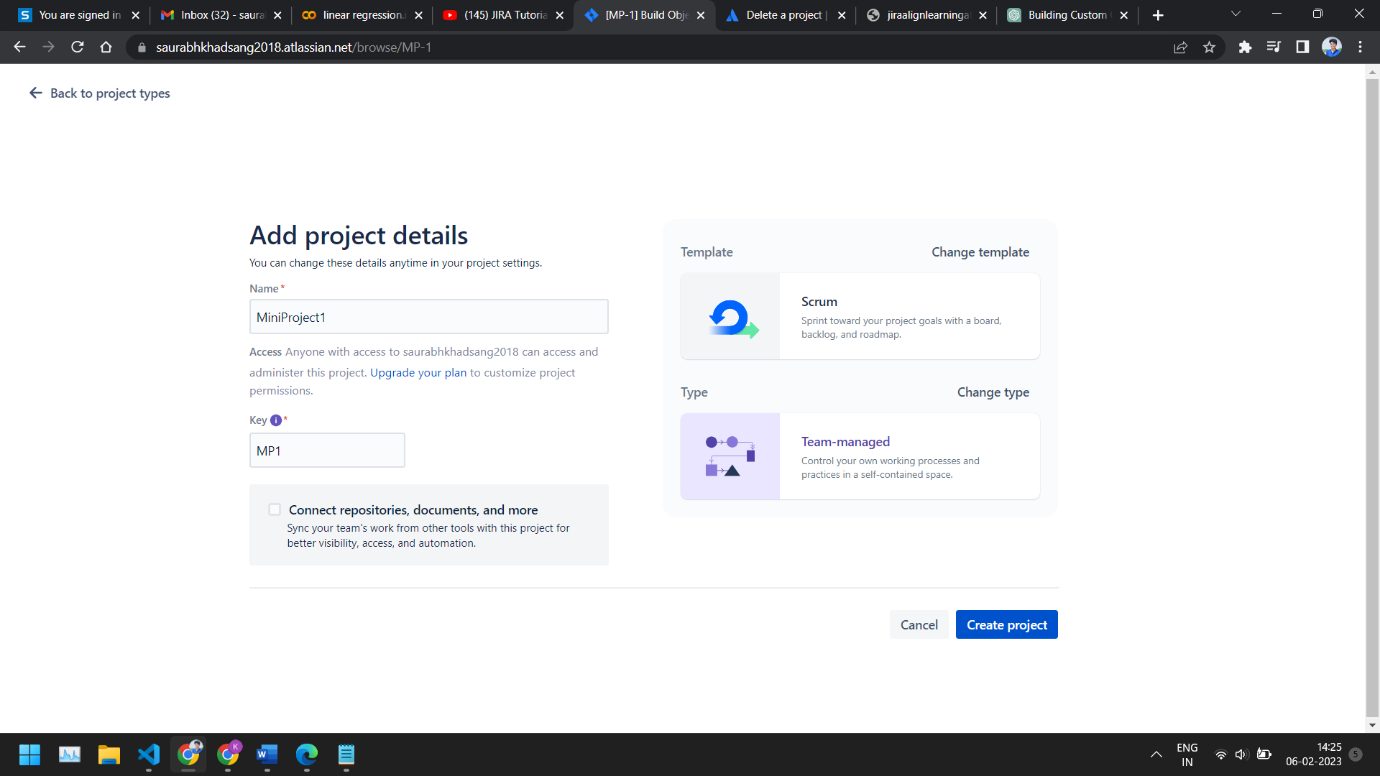 You are signed in
Inbox (32) - saura
linear regression.
(145) JIRA Tutoria
[MP-1] Build Obje
Delete a project |
jiraalignlearninga
Building Custom
saurabhkhadsang2018.atlassian.net/browse/MP-1
Back to project types
Add project details
You can change these details anytime in your project settings.
Name*
MiniProject1
Access Anyone with access to saurabhkhadsang2018 can access and
administer this project. Upgrade your plan to customize project
permissions.
Key *
MP1
Connect repositories, documents, and more
Sync your team's work from other tools with this project for
better visibility, access, and automation.
Template
Change template
Scrum
Sprint toward your project goals with a board,
backlog, and roadmap.
Type
Change type
Team-managed
Control your own working processes and
practices in a self-contained space.
Cancel
Create project
ENG
IN
14:25
06-02-2023
5